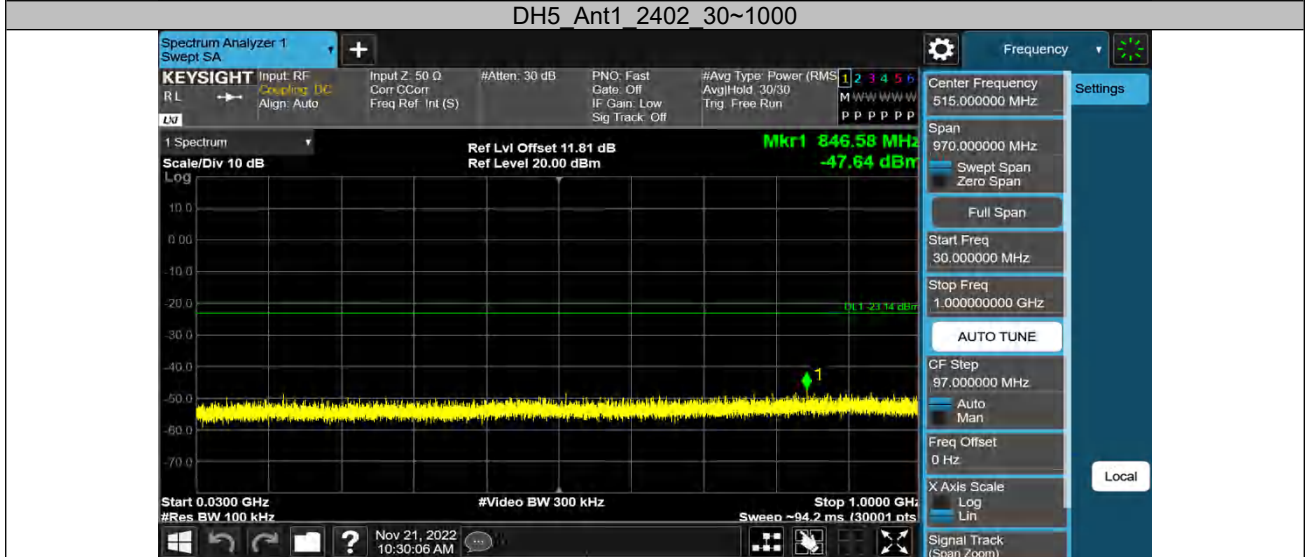 DH5_Ant1_2402_30~1000
Spectrum Analyzer 1
Swept SA
Frequency
KEYSIGHT
RL
LXI
Input: RF
Coupling: DC
Align: Auto
Input Z: 50 Ω
Corr CCorr
Freq Ref: Int (S)
#Atten: 30 dB
PNO: Fast
Gate: Off
IF Gain: Low
Sig Track: Off
#Avg Type: Power (RMS
Avg|Hold: 30/30
Trig: Free Run
1 2 3 4 5 6
M W W W W W
P P P P P P
1 Spectrum
Scale/Div 10 dB
Log
Ref Lvl Offset 11.81 dB
Ref Level 20.00 dBm
Mkr1 846.58 MHz
-47.64 dBm
10.0
0.00
-10.0
-20.0
DL1 -23.14 dBm
-30.0
-40.0
1
-50.0
-60.0
-70.0
Start 0.0300 GHz
#Res BW 100 kHz
#Video BW 300 kHz
Stop 1.0000 GHz
Sweep ~94.2 ms (30001 pts
Nov 21, 2022
10:30:06 AM
Center Frequency
515.000000 MHz
Span
970.000000 MHz
Swept Span
Zero Span
Full Span
Start Freq
30.000000 MHz
Stop Freq
1.000000000 GHz
AUTO TUNE
CF Step
97.000000 MHz
Auto
Man
Freq Offset
0 Hz
X Axis Scale
Log
Lin
Signal Track
(Span Zoom)
Settings
Local